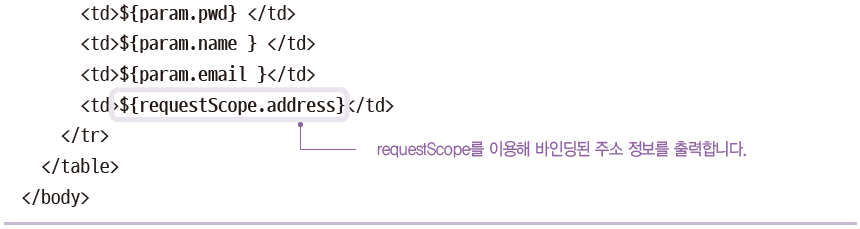 <td>${param.pwd} </td>
<td>${param.name } </td>
<td>${param.email }</td>
<td>${requestScope.address}</td>
</tr>
requestScope를 이용해 바인딩된 주소 정보를 출력합니다.
</table>
</body>